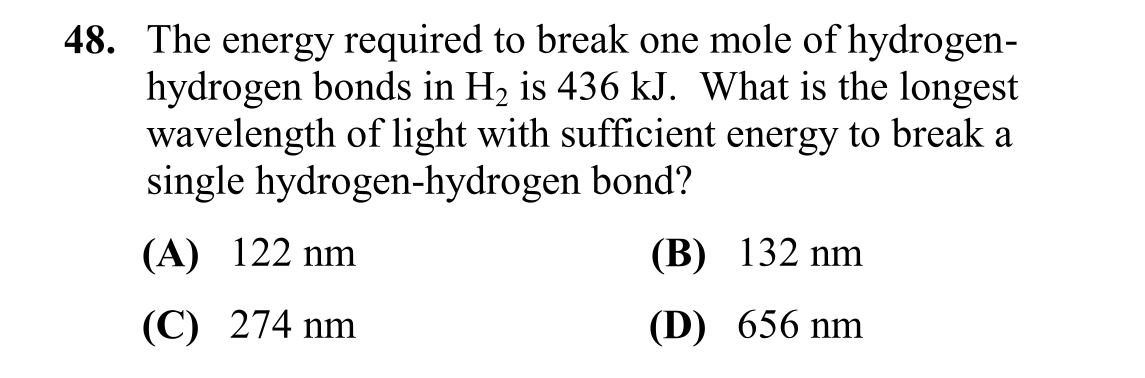 48. The energy required to break one mole of hydrogen-
hydrogen bonds in H₂ is 436 kJ. What is the longest
wavelength of light with sufficient energy to break a
single hydrogen-hydrogen bond?
(A) 122 nm (B) 132 nm
(C) 274 nm (D) 656 nm